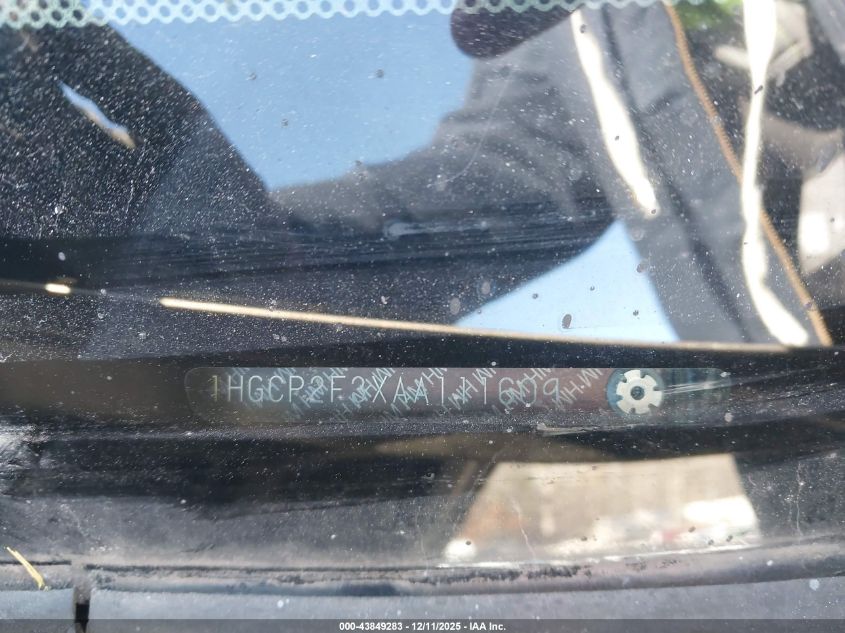 1HGCP2F3XAA111609
000-43849283 - 12/11/2025 - IAA Inc.